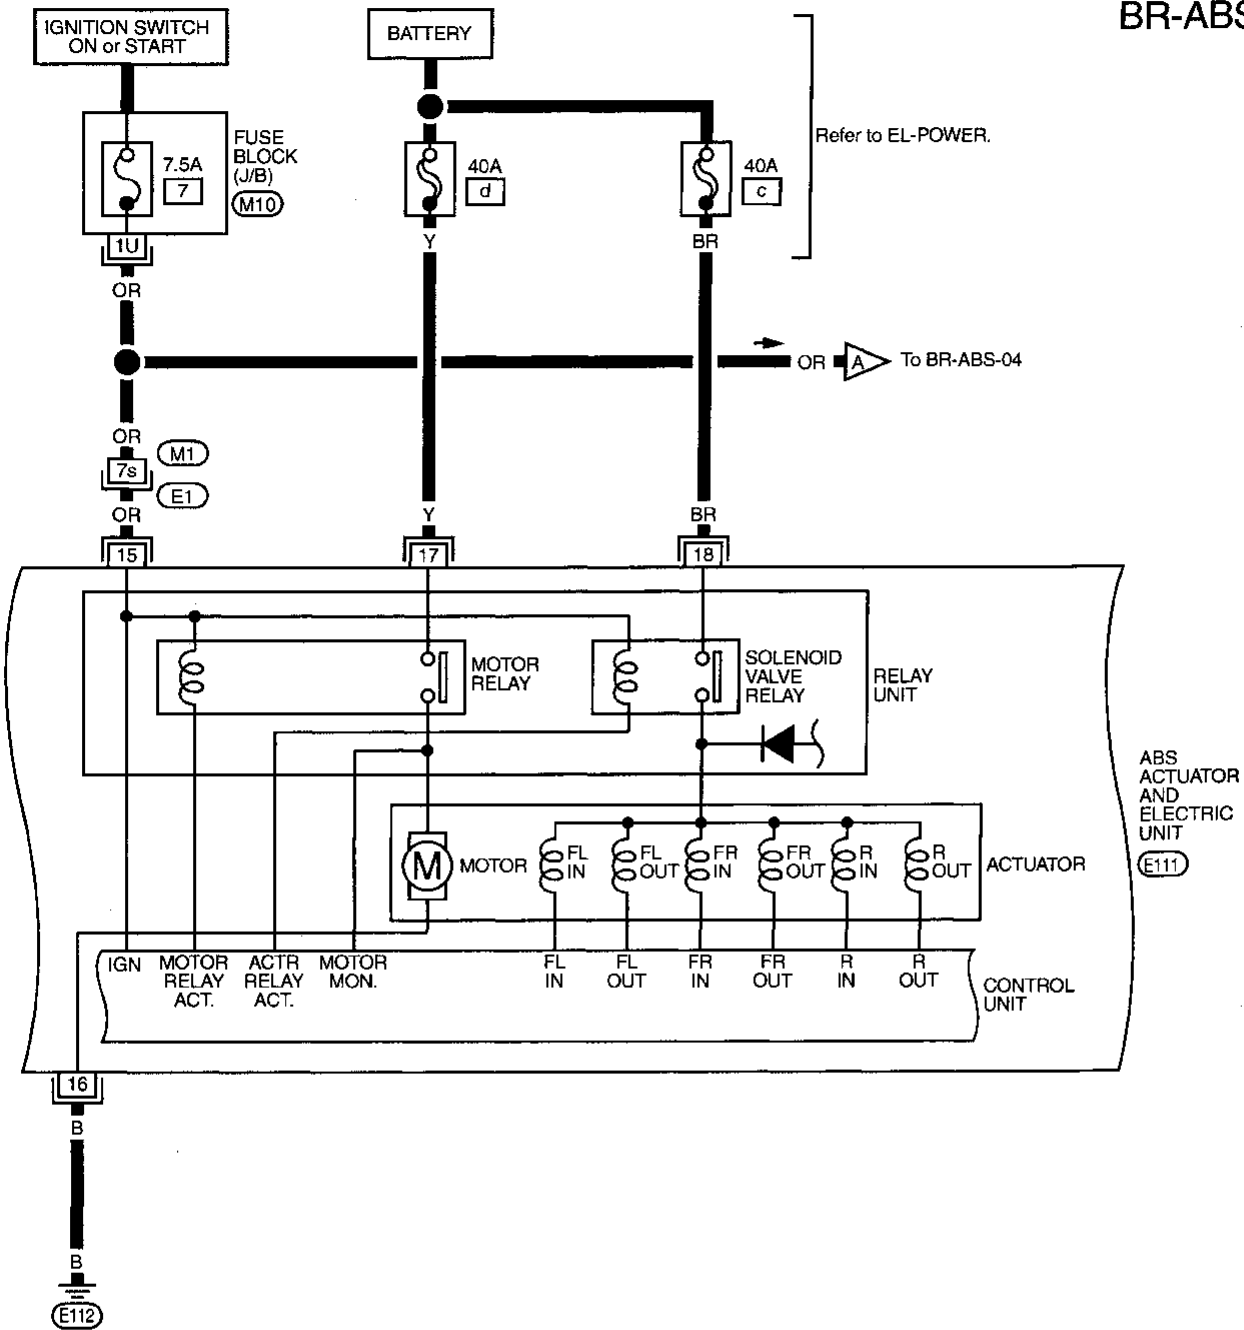 BR-ABS
IGNITION SWITCH
ON or START
BATTERY
Refer to EL-POWER.
7.5A
7
FUSE
BLOCK
(J/B)
M10
40A
d
40A
c
1U
OR
Y
BR
OR
A
To BR-ABS-04
OR
7s
M1
E1
OR
Y
BR
15
17
18
MOTOR
RELAY
SOLENOID
VALVE
RELAY
RELAY
UNIT
ABS
ACTUATOR
AND
ELECTRIC
UNIT
E111
M
MOTOR
FL
IN
FL
OUT
FR
IN
FR
OUT
R
IN
R
OUT
ACTUATOR
IGN
MOTOR
RELAY
ACT.
ACTR
RELAY
ACT.
MOTOR
MON.
FL
IN
FL
OUT
FR
IN
FR
OUT
R
IN
R
OUT
CONTROL
UNIT
16
B
B
E112